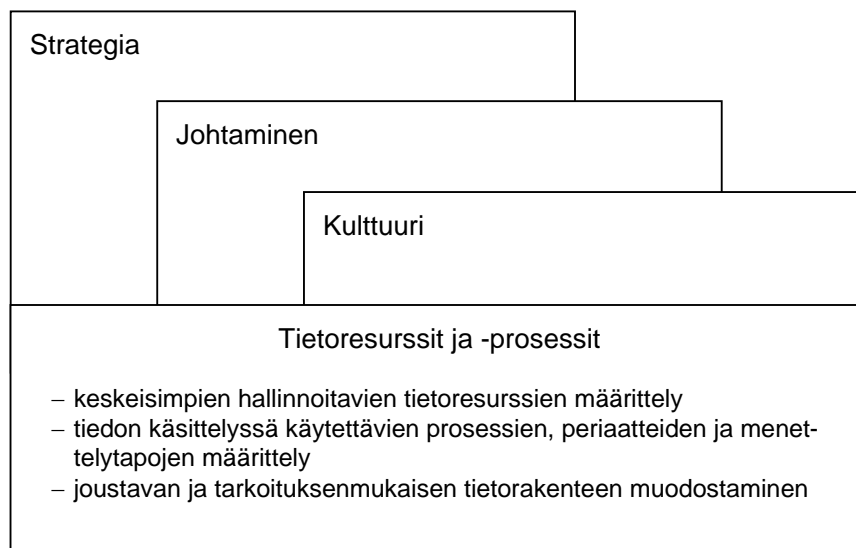 Strategia
Johtaminen
Kulttuuri
Tietoresurssit ja -prosessit
– keskeisimpien hallinnoitavien tietoresurssien määrittely
– tiedon käsittelyssä käytettävien prosessien, periaatteiden ja menet-
telytapojen määrittely
– joustavan ja tarkoituksenmukaisen tietorakenteen muodostaminen